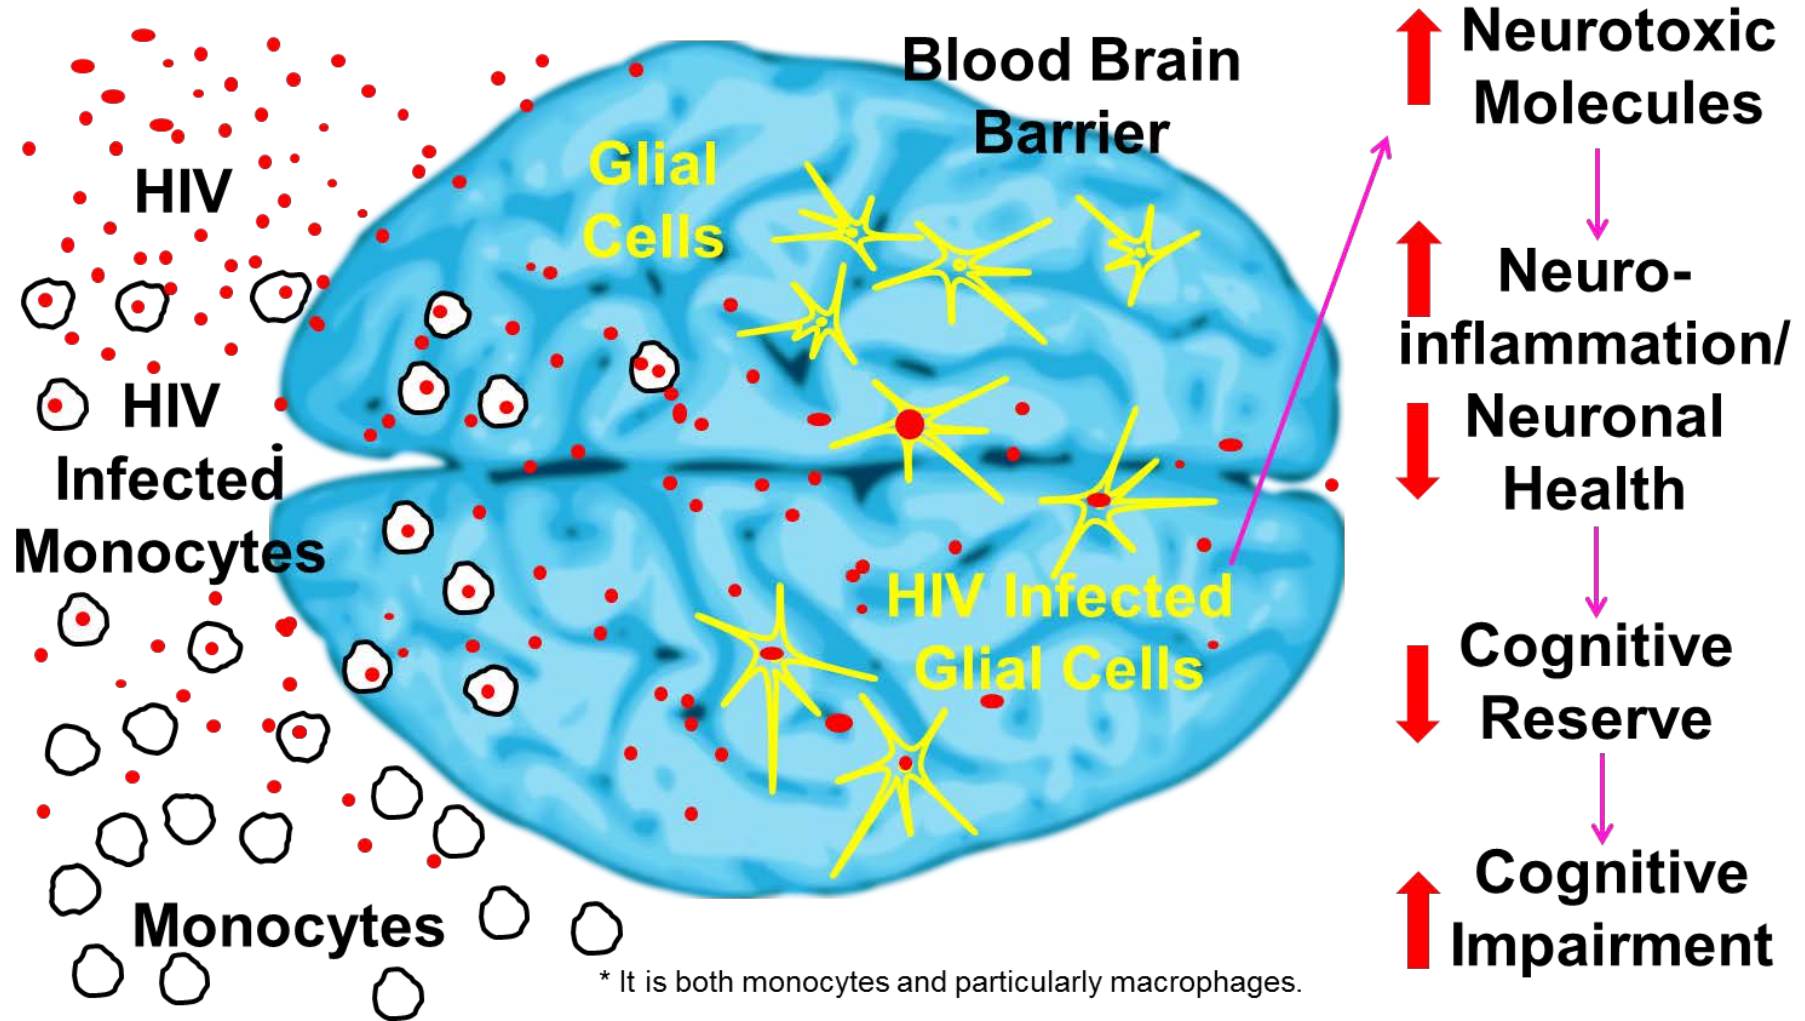 HIV
HIV
Infected
Monocytes
Monocytes
Glial
Cells
Blood Brain
Barrier
HIV Infected
Glial Cells
Neurotoxic
Molecules
Neuro-
inflammation/
Neuronal
Health
Cognitive
Reserve
Cognitive
Impairment
* It is both monocytes and particularly macrophages.